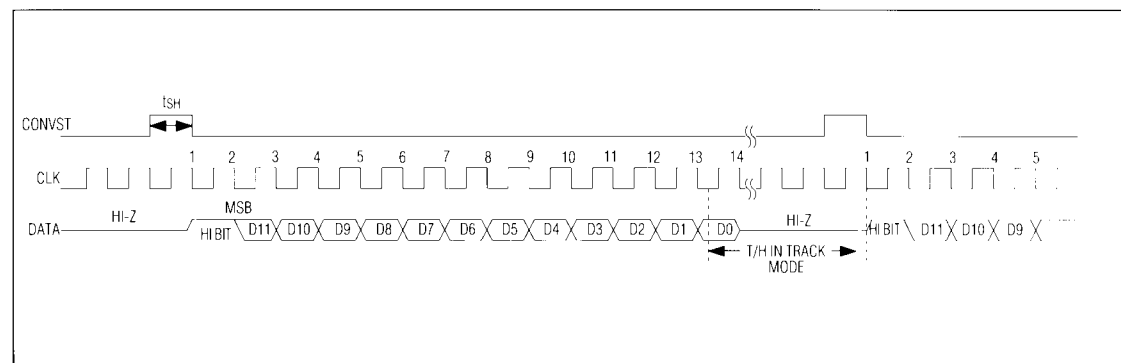 tSH
CONVST
1 2 3 4 5 6 7 8 9 10 11 12 13 14 1 2 3 4 5
CLK
HI-Z MSB HI-Z
DATA HI BIT D11 D10 D9 D8 D7 D6 D5 D4 D3 D2 D1 D0 HI BIT D11 D10 D9
T/H IN TRACK
MODE